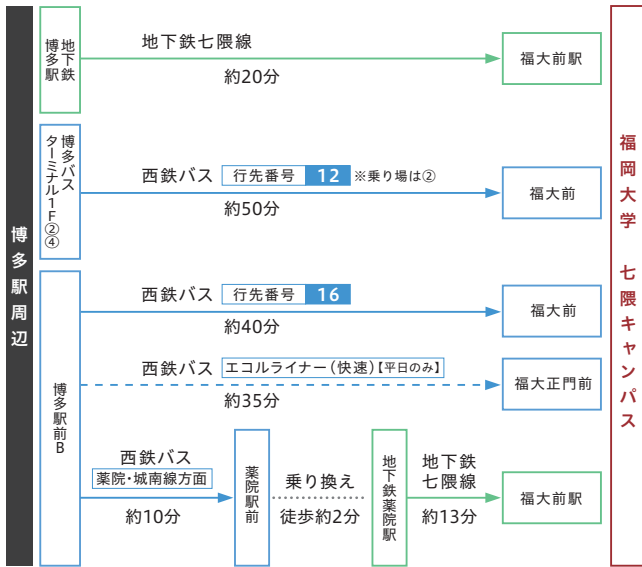 博多駅周辺
地下鉄
博多駅
地下鉄七隈線
約20分
福大前駅
博多バス
ターミナル1F②④
西鉄バス 行先番号 12 ※乗り場は②
約50分
福大前
博多駅前B
西鉄バス 行先番号 16
約40分
福大前
西鉄バス エコルライナー(快速)【平日のみ】
約35分
福大正門前
西鉄バス
薬院・城南線方面
約10分
薬院駅前
乗り換え
徒歩約2分
地下鉄薬院駅
地下鉄
七隈線
約13分
福大前駅
福岡大学 七隈キャンパス